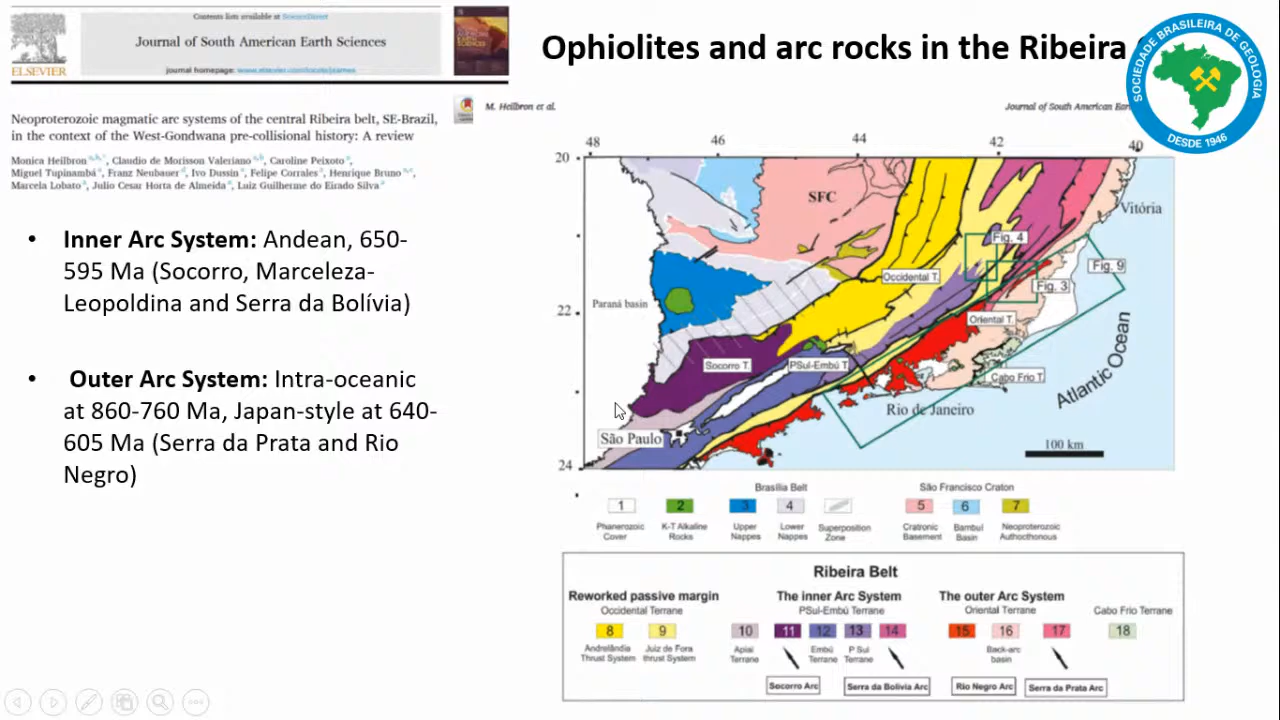 Contents lists available at ScienceDirect
Journal of South American Earth Sciences
journal homepage: www.elsevier.com/locate/jsames
ELSEVIER
Ophiolites and arc rocks in the Ribeira
SOCIEDADE BRASILEIRA DE GEOLOGIA
DESDE 1946
Neoproterozoic magmatic arc systems of the central Ribeira belt, SE-Brazil,
in the context of the West-Gondwana pre-collisional history: A review
Monica Heilbron a,b,*, Claudio de Morisson Valeriano a,b, Caroline Peixoto a,
Miguel Tupinambá a, Franz Neubauer d, Ivo Dussin a, Felipe Corrales a, Henrique Bruno a,c,
Marcela Lobato a, Julio Cesar Horta de Almeida a, Luiz Guilherme do Eirado Silva a
• Inner Arc System: Andean, 650-
595 Ma (Socorro, Marceleza-
Leopoldina and Serra da Bolívia)
• Outer Arc System: Intra-oceanic
at 860-760 Ma, Japan-style at 640-
605 Ma (Serra da Prata and Rio
Negro)
M. Heilbron et al.
Journal of South American
48
46
44
42
40
20
22
24
SFC
Vitória
Fig. 4
Fig. 9
Fig. 3
Occidental T.
Paraná basin
Oriental T.
Socorro T.
PSul-Embú T.
Cabo Frio T.
Atlantic Ocean
Rio de Janeiro
São Paulo
100 km
Brasília Belt
São Francisco Craton
1
2
3
4
5
6
7
Phanerozoic Cover
K-T Alkaline Rocks
Upper Nappes
Lower Nappes
Superposition Zone
Cratronic Basement
Bambuí Basin
Neoproterozoic Authocthonous
Ribeira Belt
Reworked passive margin
The inner Arc System
The outer Arc System
Occidental Terrane
PSul-Embú Terrane
Oriental Terrane
Cabo Frio Terrane
8
9
10
11
12
13
14
15
16
17
18
Andrelândia Thrust System
Juiz de Fora thrust System
Apiaí Terrane
Embú Terrane
P Sul Terrane
Back-arc basin
Socorro Arc
Serra da Bolívia Arc
Rio Negro Arc
Serra da Prata Arc